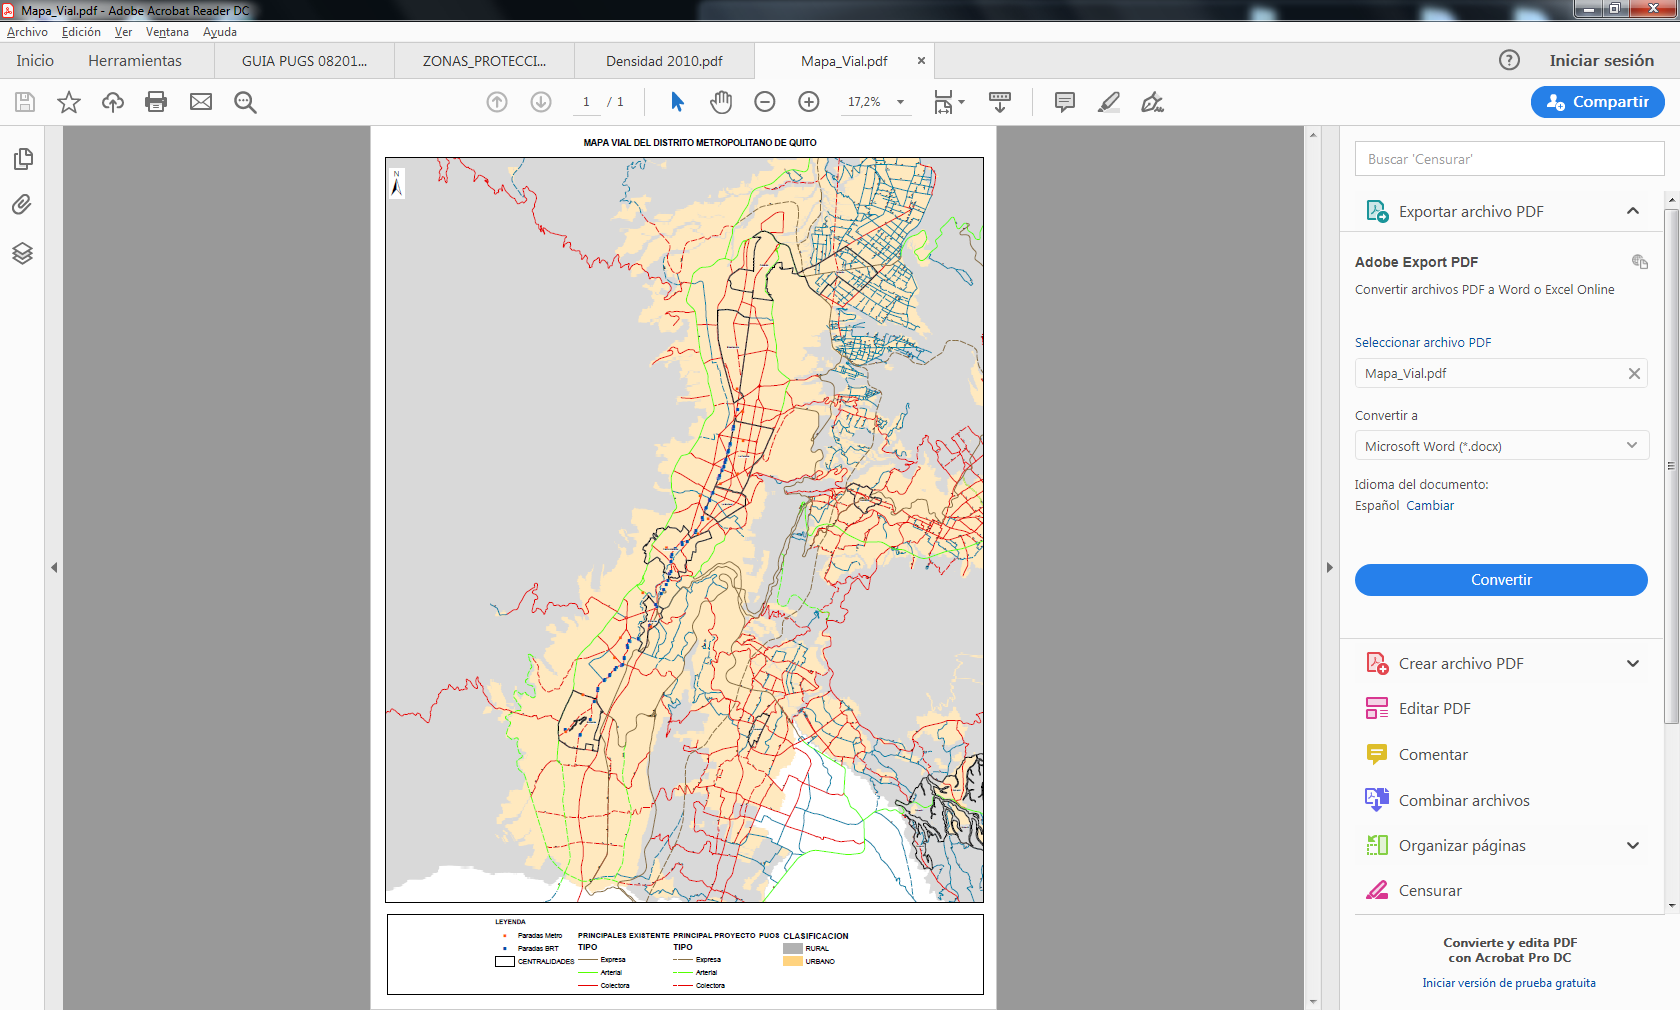 Mapa_Vial.pdf - Adobe Acrobat Reader DC
Archivo Edición Ver Ventana Ayuda
Inicio Herramientas GUIA PUGS 08201... ZONAS_PROTECCI... Densidad 2010.pdf Mapa_Vial.pdf × ? Iniciar sesión
1 / 1 17,2% Compartir
MAPA VIAL DEL DISTRITO METROPOLITANO DE QUITO
N
LEYENDA
Paradas Metro
Paradas BRT
CENTRALIDADES
PRINCIPALES EXISTENTE
TIPO
Expresa
Arterial
Colectora
PRINCIPAL PROYECTO PUOS
TIPO
Expresa
Arterial
Colectora
CLASIFICACION
RURAL
URBANO
Buscar 'Censurar'
Exportar archivo PDF
Adobe Export PDF
Convertir archivos PDF a Word o Excel Online
Seleccionar archivo PDF
Mapa_Vial.pdf
Convertir a
Microsoft Word (*.docx)
Idioma del documento:
Español Cambiar
Convertir
Crear archivo PDF
Editar PDF
Comentar
Combinar archivos
Organizar páginas
Censurar
Convierte y edita PDF
con Acrobat Pro DC
Iniciar versión de prueba gratuita